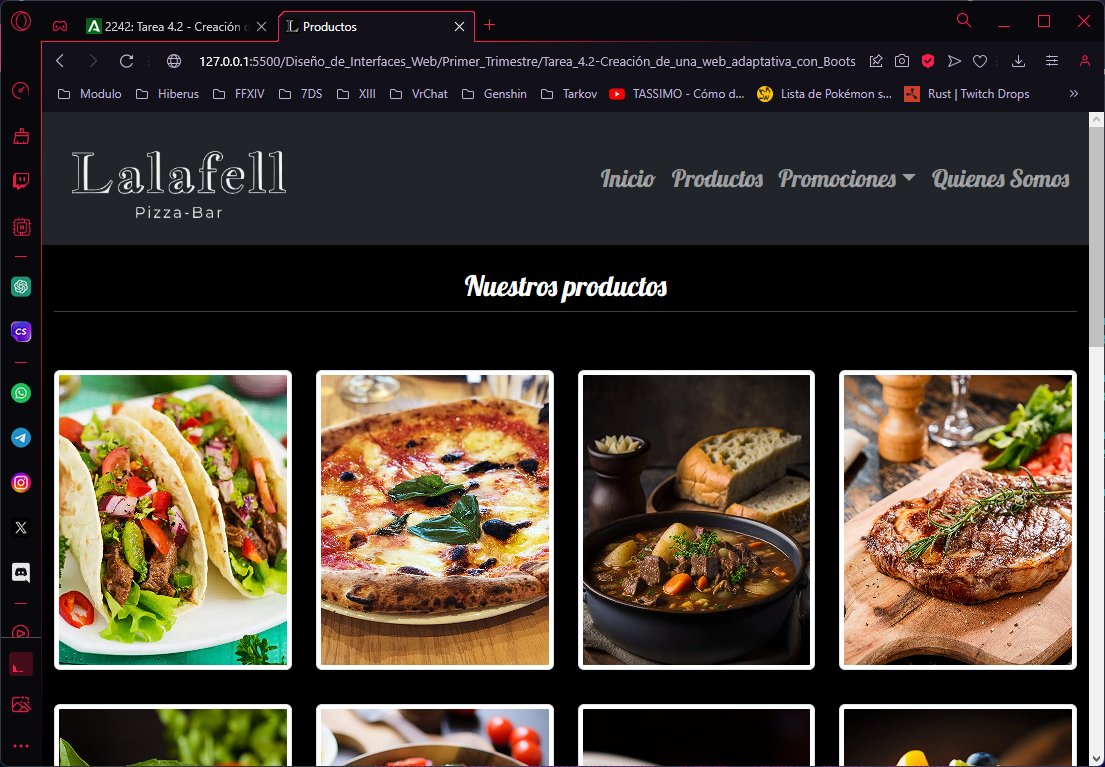 2242: Tarea 4.2 - Creación c
Productos
127.0.0.1:5500/Diseño_de_Interfaces_Web/Primer_Trimestre/Tarea_4.2-Creación_de_una_web_adaptativa_con_Boots
Modulo Hiberus FFXIV 7DS XIII VrChat Genshin Tarkov TASSIMO - Cómo d... Lista de Pokémon s... Rust | Twitch Drops »
CS
Lalafell
Pizza-Bar
Inicio Productos Promociones Quienes Somos
Nuestros productos